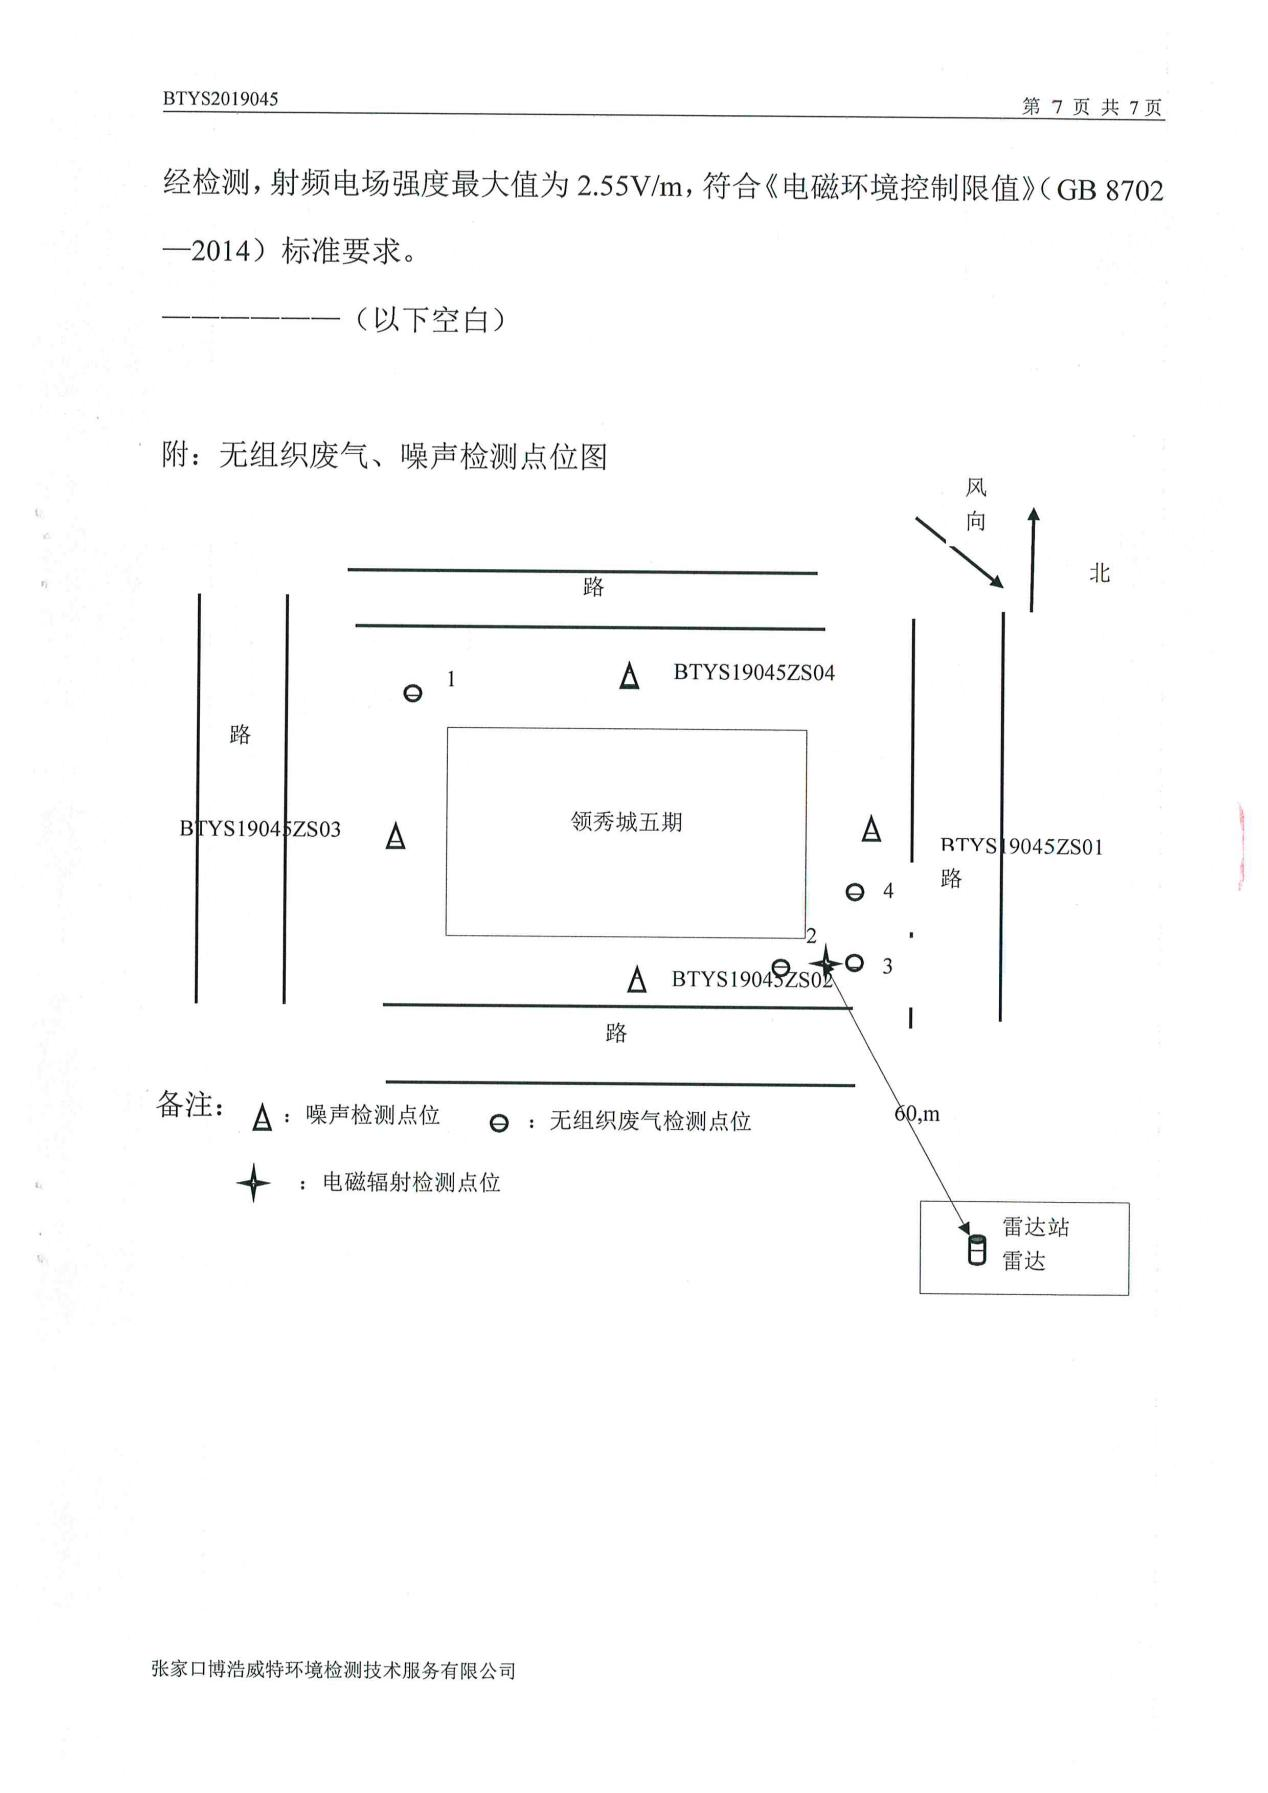 BTYS2019045
第 7 页 共 7 页
经检测，射频电场强度最大值为 2.55V/m，符合《电磁环境控制限值》（GB 8702
—2014）标准要求。
——————（以下空白）
附：无组织废气、噪声检测点位图
风
向
北
路
1
BTYS19045ZS04
路
领秀城五期
BTYS19045ZS03
BTYS19045ZS01
路
4
2
3
BTYS19045ZS02
路
备注：
：噪声检测点位
：无组织废气检测点位
60,m
：电磁辐射检测点位
雷达站
雷达
张家口博浩威特环境检测技术服务有限公司